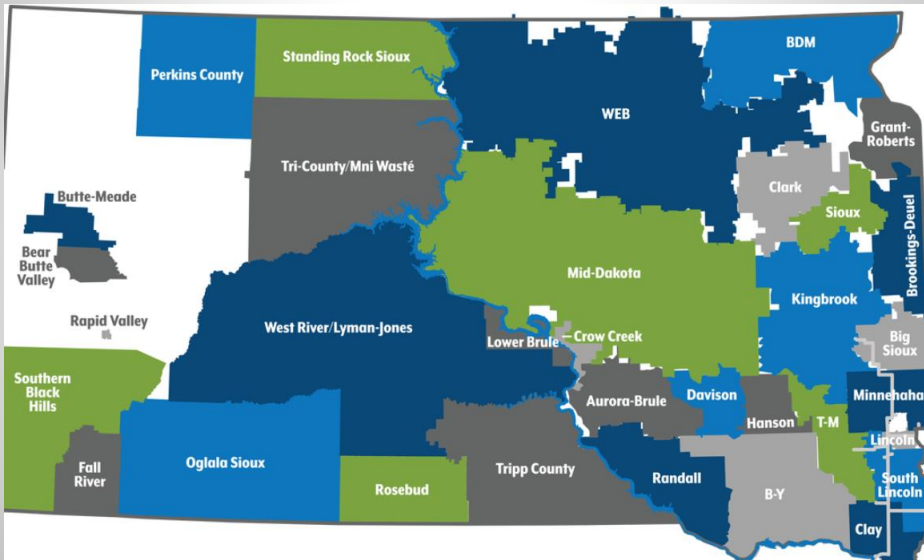 Perkins County
Standing Rock Sioux
WEB
BDM
Grant-
Roberts
Tri-County/Mni Wasté
Clark
Sioux
Butte-Meade
Bear
Butte
Valley
Brookings-Deuel
Mid-Dakota
Kingbrook
Rapid Valley
West River/Lyman-Jones
Lower Brule
Crow Creek
Big
Sioux
Southern
Black
Hills
Aurora-Brule
Davison
Hanson
T-M
Minnehaha
Lincoln
Fall
River
Oglala Sioux
Rosebud
Tripp County
Randall
B-Y
South
Lincoln
Clay